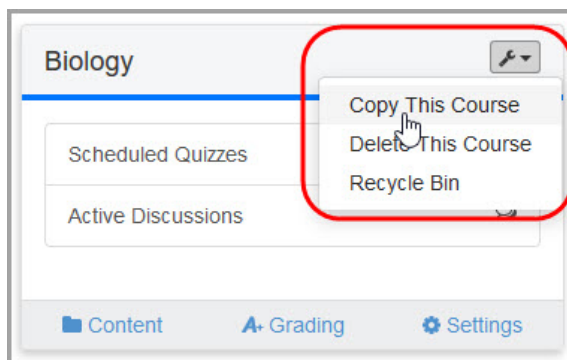 Biology
Copy This Course
Delete This Course
Recycle Bin
Scheduled Quizzes
Active Discussions
Content
A+ Grading
Settings